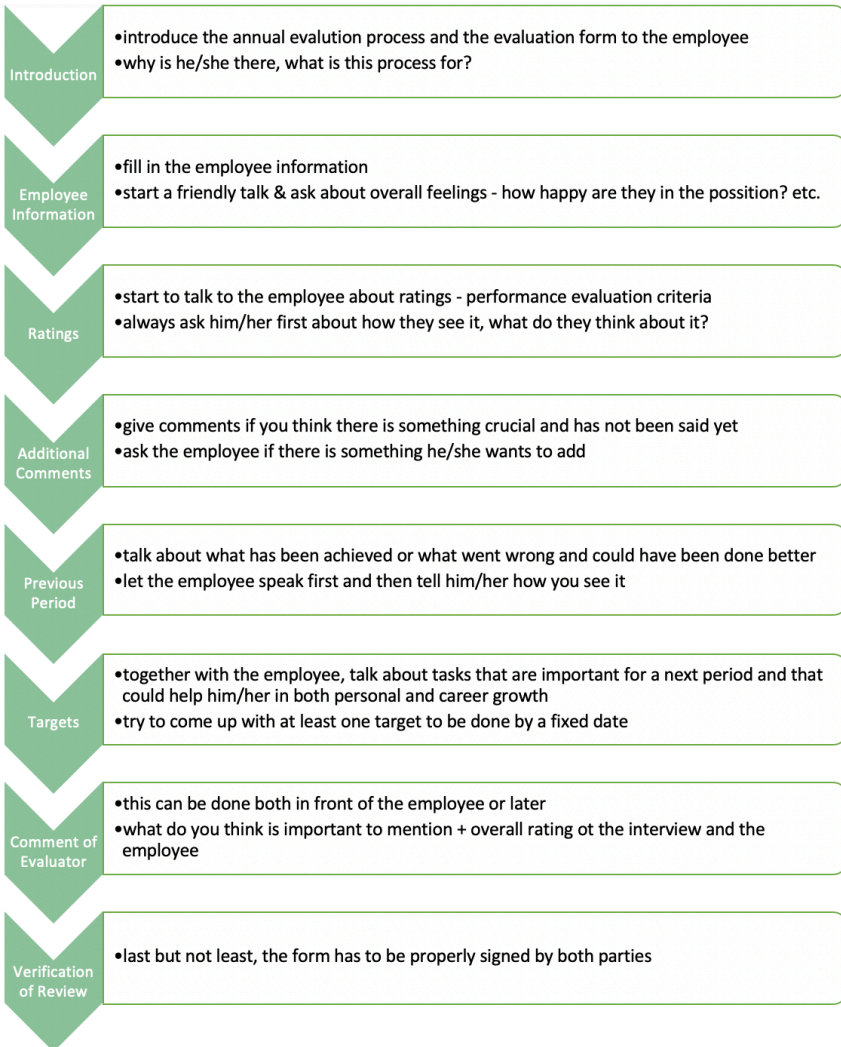 Introduction
•introduce the annual evalution process and the evaluation form to the employee
•why is he/she there, what is this process for?
Employee
Information
•fill in the employee information
•start a friendly talk & ask about overall feelings - how happy are they in the possition? etc.
Ratings
•start to talk to the employee about ratings - performance evaluation criteria
•always ask him/her first about how they see it, what do they think about it?
Additional
Comments
•give comments if you think there is something crucial and has not been said yet
•ask the employee if there is something he/she wants to add
Previous
Period
•talk about what has been achieved or what went wrong and could have been done better
•let the employee speak first and then tell him/her how you see it
Targets
•together with the employee, talk about tasks that are important for a next period and that
could help him/her in both personal and career growth
•try to come up with at least one target to be done by a fixed date
Comment of
Evaluator
•this can be done both in front of the employee or later
•what do you think is important to mention + overall rating ot the interview and the
employee
Verification
of Review
•last but not least, the form has to be properly signed by both parties